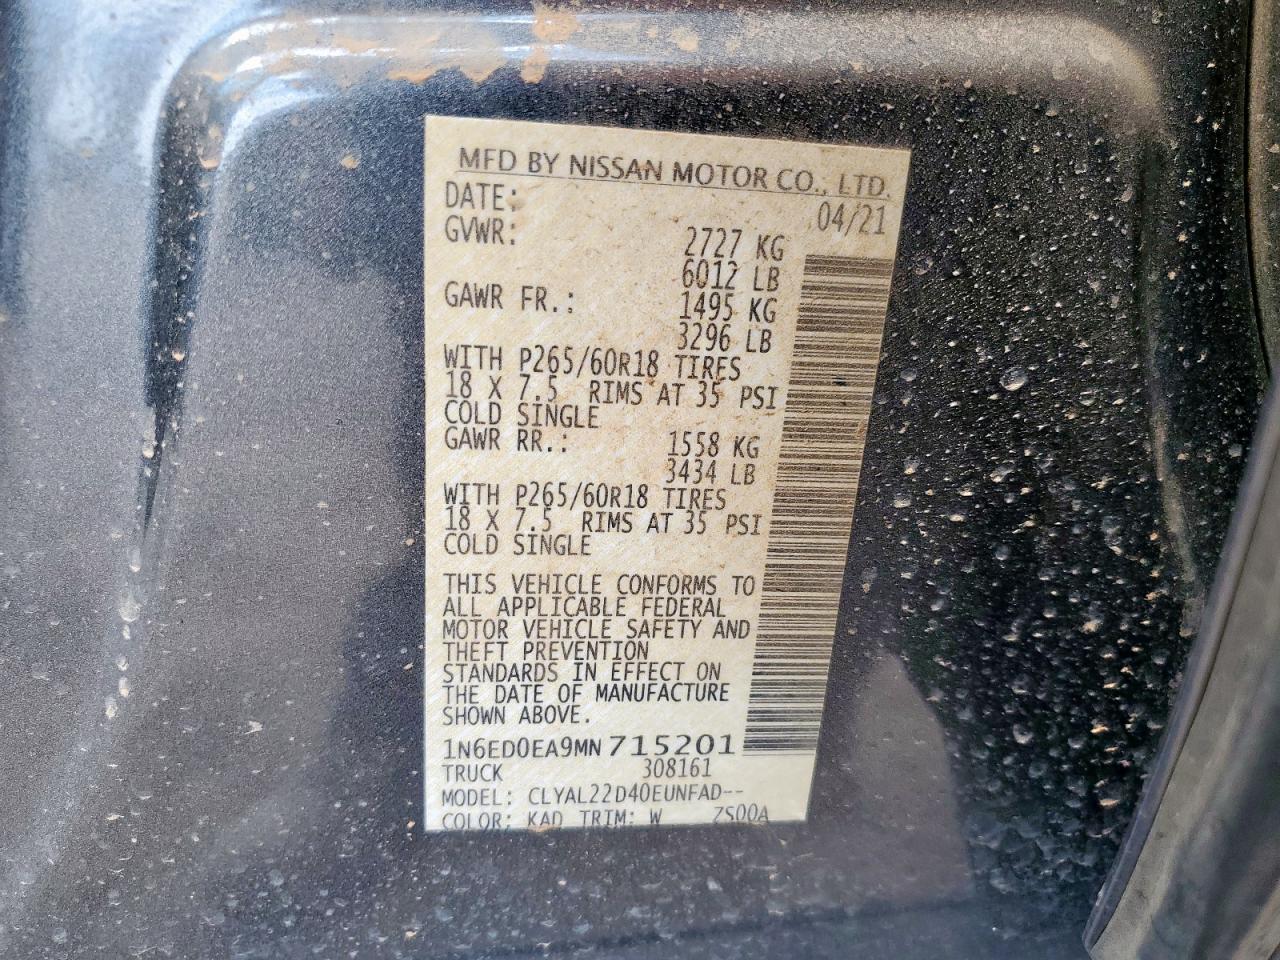 MFD BY NISSAN MOTOR CO., LTD.
DATE: 04/21
GVWR: 2727 KG
6012 LB
GAWR FR.: 1495 KG
3296 LB
WITH P265/60R18 TIRES
18 X 7.5 RIMS AT 35 PSI
COLD SINGLE
GAWR RR.: 1558 KG
3434 LB
WITH P265/60R18 TIRES
18 X 7.5 RIMS AT 35 PSI
COLD SINGLE
THIS VEHICLE CONFORMS TO
ALL APPLICABLE FEDERAL
MOTOR VEHICLE SAFETY AND
THEFT PREVENTION
STANDARDS IN EFFECT ON
THE DATE OF MANUFACTURE
SHOWN ABOVE.
1N6ED0EA9MN715201
TRUCK 308161
MODEL: CLYAL22D40EUNFAD--
COLOR: KAD TRIM: W ZS00A